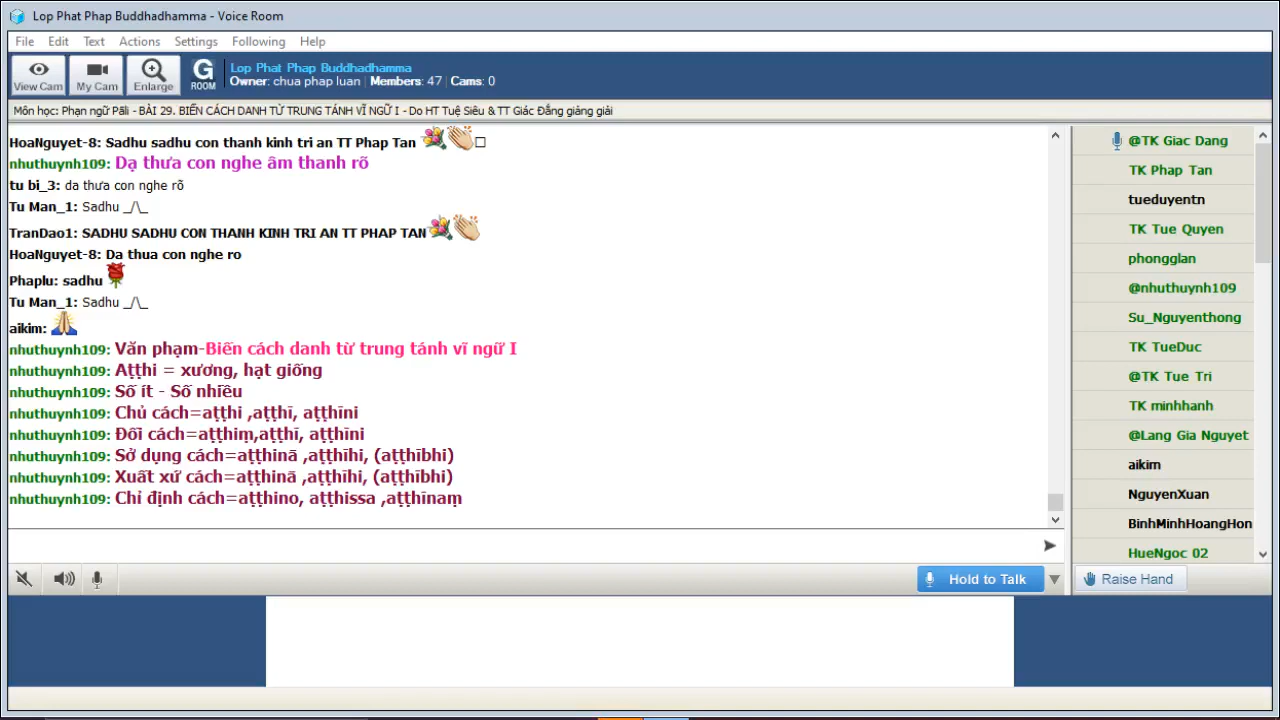 Lop Phat Phap Buddhadhamma - Voice Room
File Edit Text Actions Settings Following Help
View Cam My Cam Enlarge G ROOM
Lop Phat Phap Buddhadhamma
Owner: chua phap luan | Members: 47 | Cams: 0
Môn học: Phạn ngữ Pāli - BÀI 29. BIẾN CÁCH DANH TỪ TRUNG TÁNH VĨ NGỮ I - Do HT Tuệ Siêu & TT Giác Đẳng giảng giải
HoaNguyet-8: Sadhu sadhu con thanh kinh tri an TT Phap Tan
nhuthuynh109: Dạ thưa con nghe âm thanh rõ
tu bi_3: da thưa con nghe rõ
Tu Man_1: Sadhu _/\_
TranDao1: SADHU SADHU CON THANH KINH TRI AN TT PHAP TAN
HoaNguyet-8: Da thua con nghe ro
Phaplu: sadhu
Tu Man_1: Sadhu _/\_
aikim:
nhuthuynh109: Văn phạm-Biến cách danh từ trung tánh vĩ ngữ I
nhuthuynh109: Aṭṭhi = xương, hạt giống
nhuthuynh109: Số ít - Số nhiều
nhuthuynh109: Chủ cách=aṭṭhi ,aṭṭhī, aṭṭhīni
nhuthuynh109: Đối cách=aṭṭhiṃ,aṭṭhī, aṭṭhīni
nhuthuynh109: Sở dụng cách=aṭṭhinā ,aṭṭhīhi, (aṭṭhībhi)
nhuthuynh109: Xuất xứ cách=aṭṭhinā ,aṭṭhīhi, (aṭṭhībhi)
nhuthuynh109: Chỉ định cách=aṭṭhino, aṭṭhissa ,aṭṭhīnaṃ
@TK Giac Dang
TK Phap Tan
tueduyentn
TK Tue Quyen
phongglan
@nhuthuynh109
Su_Nguyenthong
TK TueDuc
@TK Tue Tri
TK minhhanh
@Lang Gia Nguyet
aikim
NguyenXuan
BinhMinhHoangHon
HueNgoc 02
Hold to Talk
Raise Hand